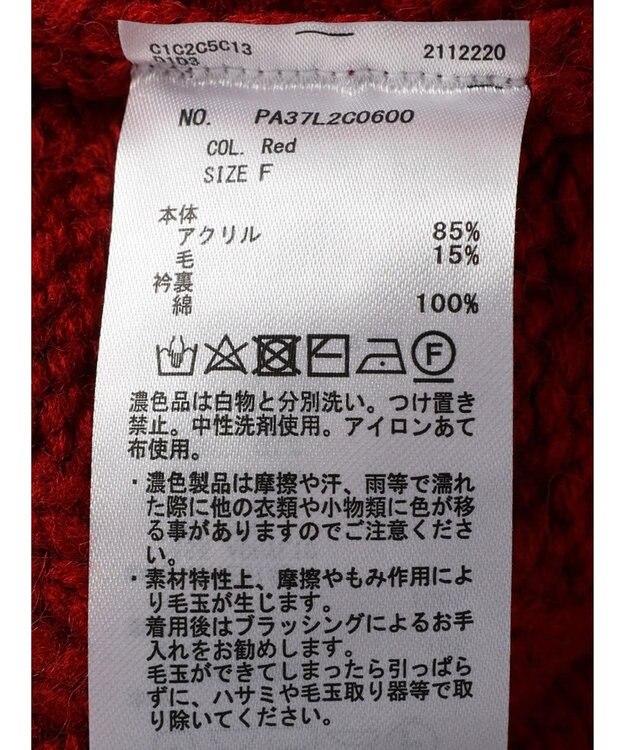 C1C2C5C13
D1D3
2112220
NO. PA37L2C0600
COL. Red
SIZE F
本体
アクリル 85%
毛 15%
衿裏
綿 100%
F
濃色品は白物と分別洗い。つけ置き
禁止。中性洗剤使用。アイロンあて
布使用。
・濃色製品は摩擦や汗、雨等で濡れ
た際に他の衣類や小物類に色が移
る事がありますのでご注意くださ
い。
・素材特性上、摩擦やもみ作用によ
り毛玉が生じます。
着用後はブラッシングによるお手
入れをお勧めします。
毛玉ができてしまったら引っぱら
ずに、ハサミや毛玉取り器等で取
り除いてください。